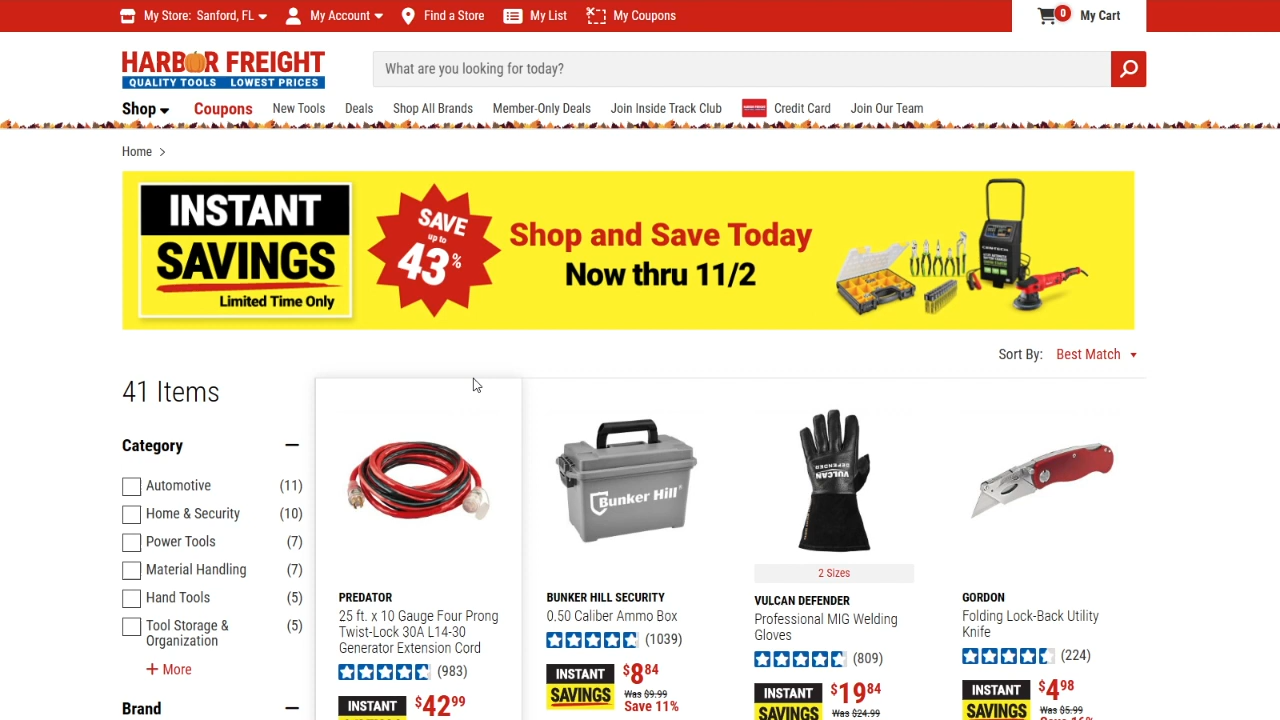 My Store: Sanford, FL
My Account
Find a Store
My List
My Coupons
0
My Cart
HARBOR FREIGHT
QUALITY TOOLS LOWEST PRICES
What are you looking for today?
Shop
Coupons
New Tools
Deals
Shop All Brands
Member-Only Deals
Join Inside Track Club
Credit Card
Join Our Team
Home >
INSTANT
SAVINGS
Limited Time Only
SAVE
up to
43%
Shop and Save Today
Now thru 11/2
Sort By: Best Match
41 Items
Category
Automotive (11)
Home & Security (10)
Power Tools (7)
Material Handling (7)
Hand Tools (5)
Tool Storage & (5)
Organization
+ More
Brand
PREDATOR
25 ft. x 10 Gauge Four Prong
Twist-Lock 30A L14-30
Generator Extension Cord
(983)
INSTANT
SAVINGS
$42 99
Bunker Hill
BUNKER HILL SECURITY
0.50 Caliber Ammo Box
(1039)
INSTANT
SAVINGS
$8 84
Was $9.99
Save 11%
VULCAN
DEFENDER
2 Sizes
VULCAN DEFENDER
Professional MIG Welding
Gloves
(809)
INSTANT
SAVINGS
$19 84
Was $24.99
GORDON
Folding Lock-Back Utility
Knife
(224)
INSTANT
SAVINGS
$4 98
Was $5.99
Save 16%